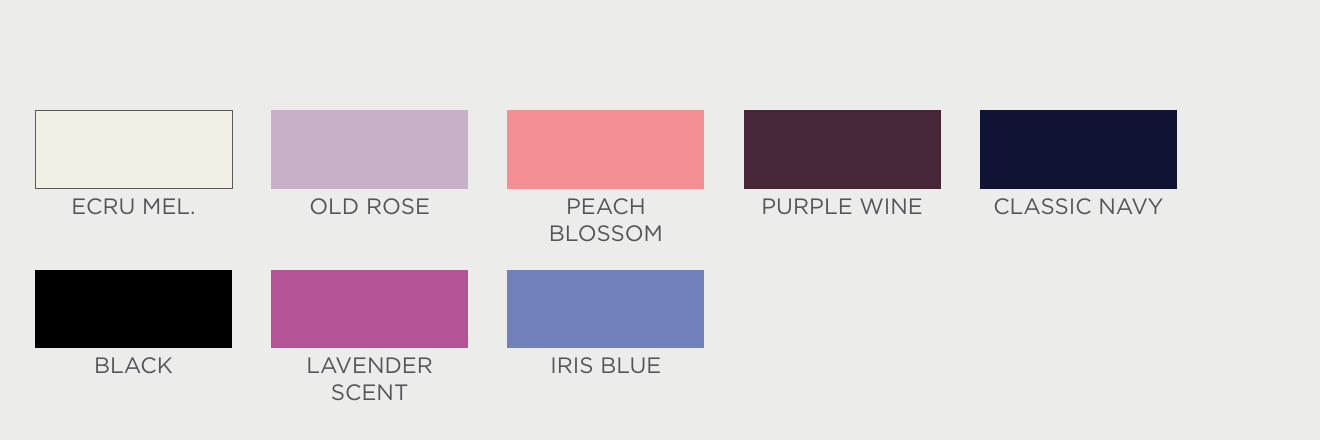 ECRU MEL.
OLD ROSE
PEACH
BLOSSOM
PURPLE WINE
CLASSIC NAVY
BLACK
LAVENDER
SCENT
IRIS BLUE